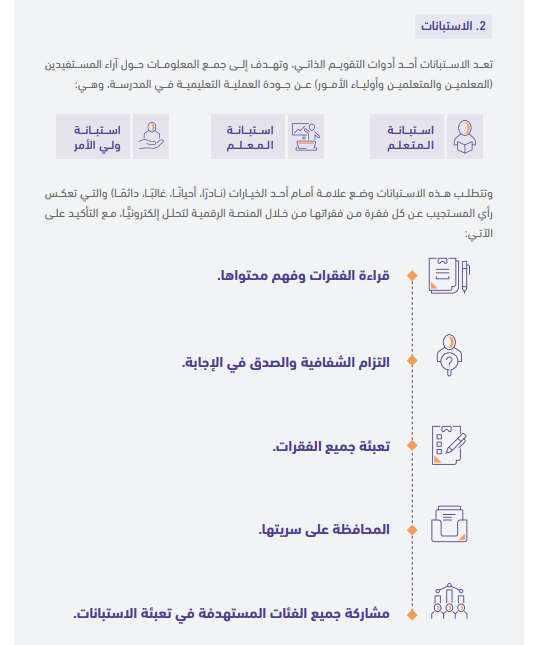 2. الاستبانات
تعد الاستبانات أحد أدوات التقويم الذاتي، وتهدف إلى جمع المعلومات حول آراء المستفيدين
(المعلمين والمتعلمين وأولياء الأمور) عن جودة العملية التعليمية في المدرسة، وهي:
استبانة
المتعلم
استبانة
المعلم
استبانة
ولي الأمر
وتتطلب هذه الاستبانات وضع علامة أمام أحد الخيارات (نادرًا، أحيانًا، غالبًا، دائمًا) والتي تعكس
رأي المستجيب عن كل فقرة من فقراتها من خلال المنصة الرقمية لتحلل إلكترونيًّا، مع التأكيد على
الآتي:
قراءة الفقرات وفهم محتواها.
التزام الشفافية والصدق في الإجابة.
تعبئة جميع الفقرات.
المحافظة على سريتها.
مشاركة جميع الفئات المستهدفة في تعبئة الاستبانات.